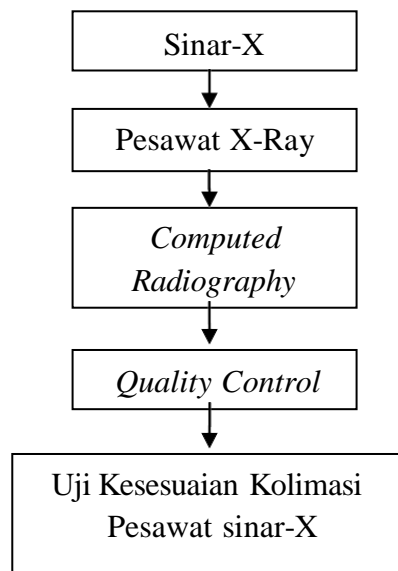 Sinar-X
Pesawat X-Ray
Computed
Radiography
Quality Control
Uji Kesesuaian Kolimasi
Pesawat sinar-X